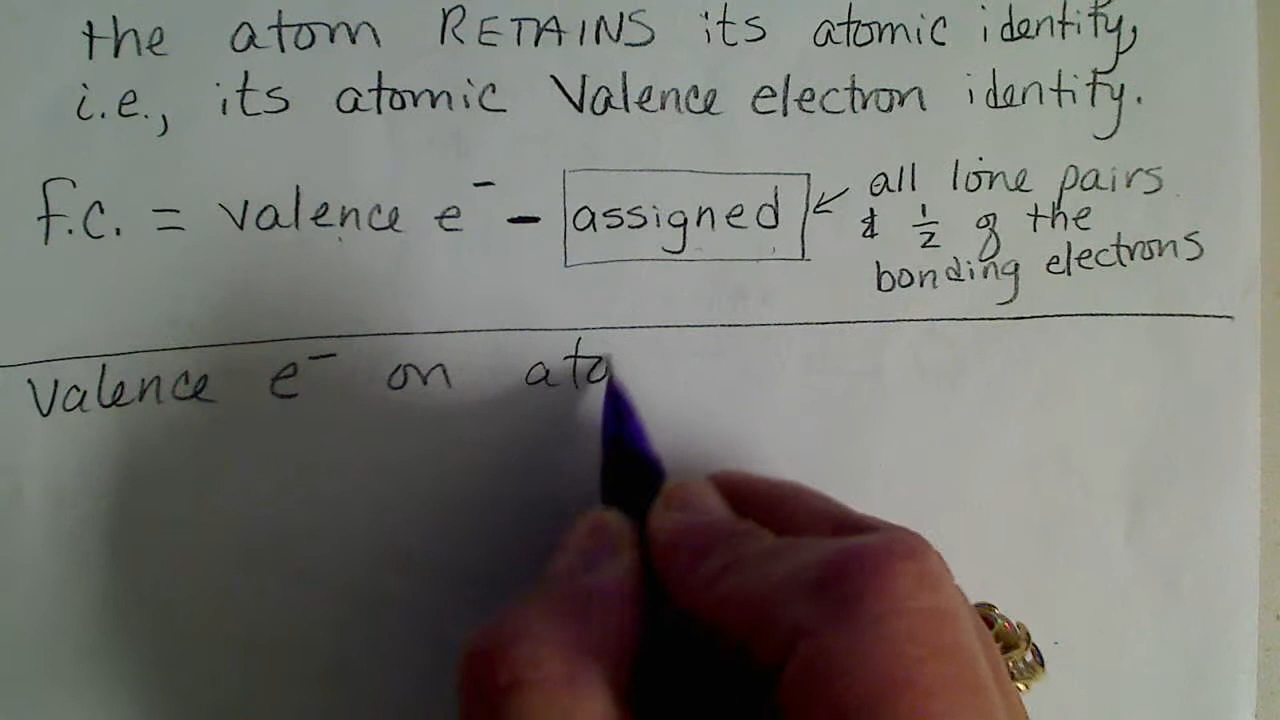 the atom RETAINS its atomic identity,
i.e., its atomic Valence electron identity.
f.c. = valence e⁻ - assigned ↙ all lone pairs
& 1/2 of the
bonding electrons
Valence e⁻ on ato